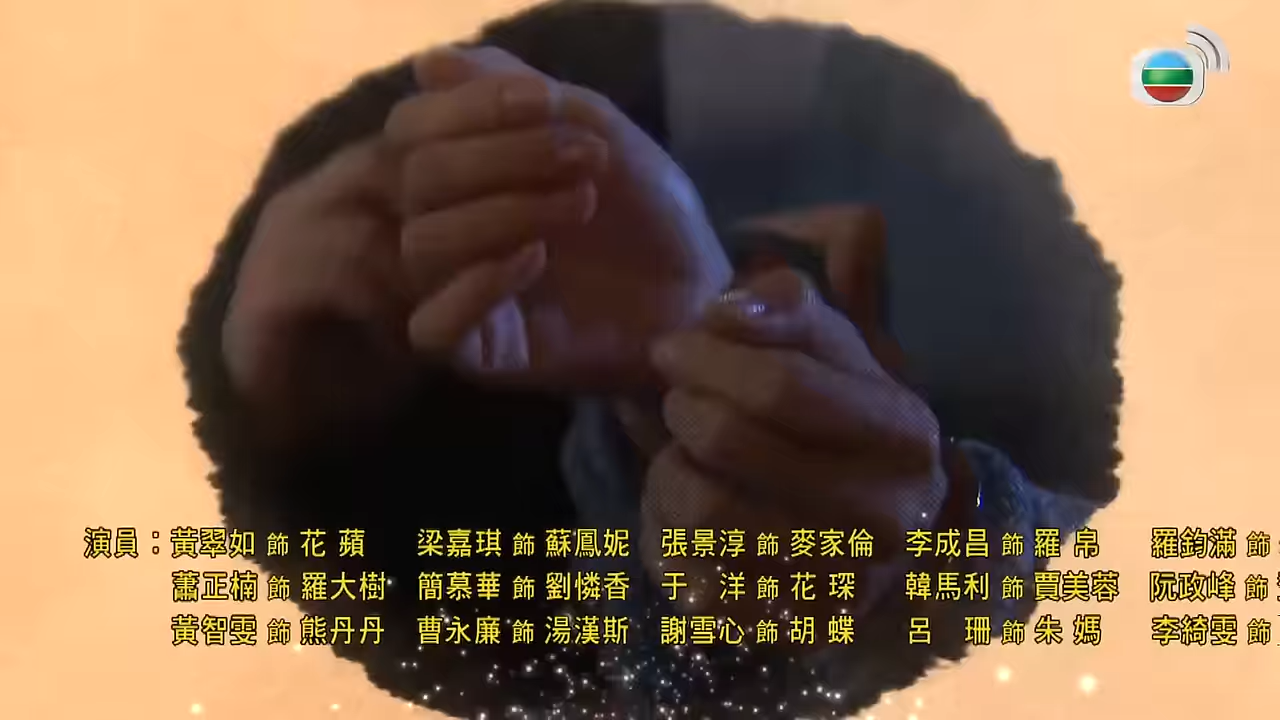 演員：黃翠如 飾 花 蘋 梁嘉琪 飾 蘇鳳妮 張景淳 飾 麥家倫 李成昌 飾 羅 帛 羅鈞滿 飾
蕭正楠 飾 羅大樹 簡慕華 飾 劉憐香 于 洋 飾 花 琛 韓馬利 飾 賈美蓉 阮政峰 飾
黃智雯 飾 熊丹丹 曹永廉 飾 湯漢斯 謝雪心 飾 胡 蝶 呂 珊 飾 朱 媽 李綺雯 飾